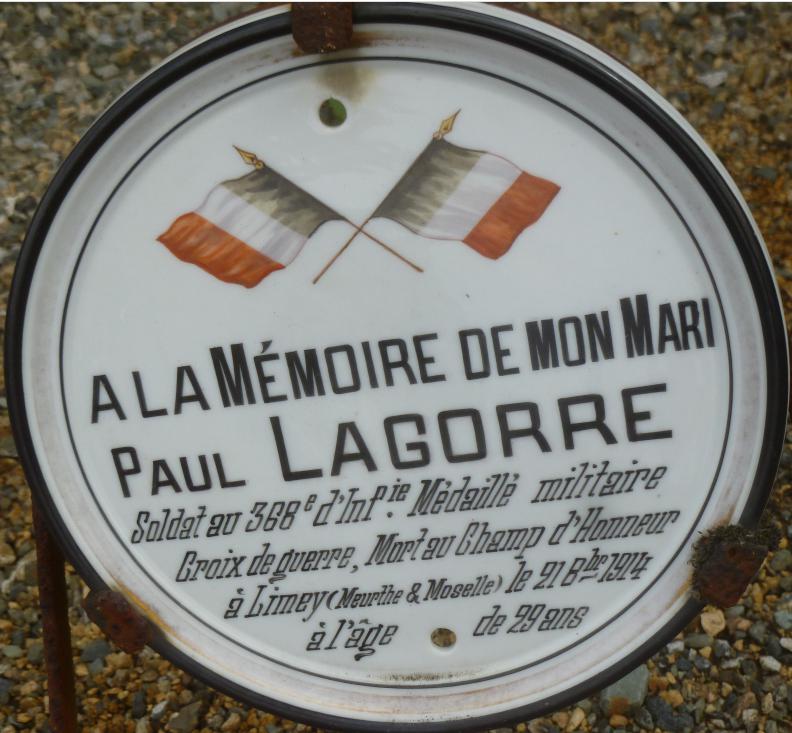 A LA MÉMOIRE DE MON MARI
PAUL LAGORRE
Soldat au 368e d'Infie. Médaillé militaire
Croix de guerre, Mort au Champ d'Honneur
à Limey (Meurthe & Moselle) le 21 8bre 1914
à l'âge de 29 ans